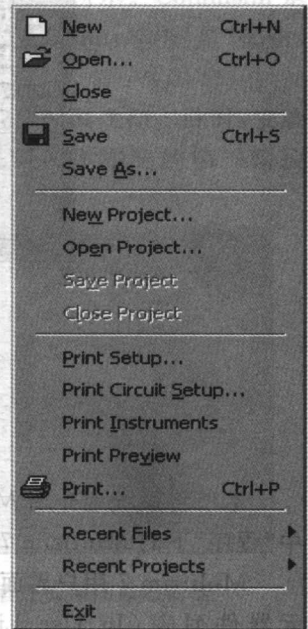 New Ctrl+N
Open... Ctrl+O
Close
Save Ctrl+S
Save As...
New Project...
Open Project...
Save Project
Close Project
Print Setup...
Print Circuit Setup...
Print Instruments
Print Preview
Print... Ctrl+P
Recent Files
Recent Projects
Exit